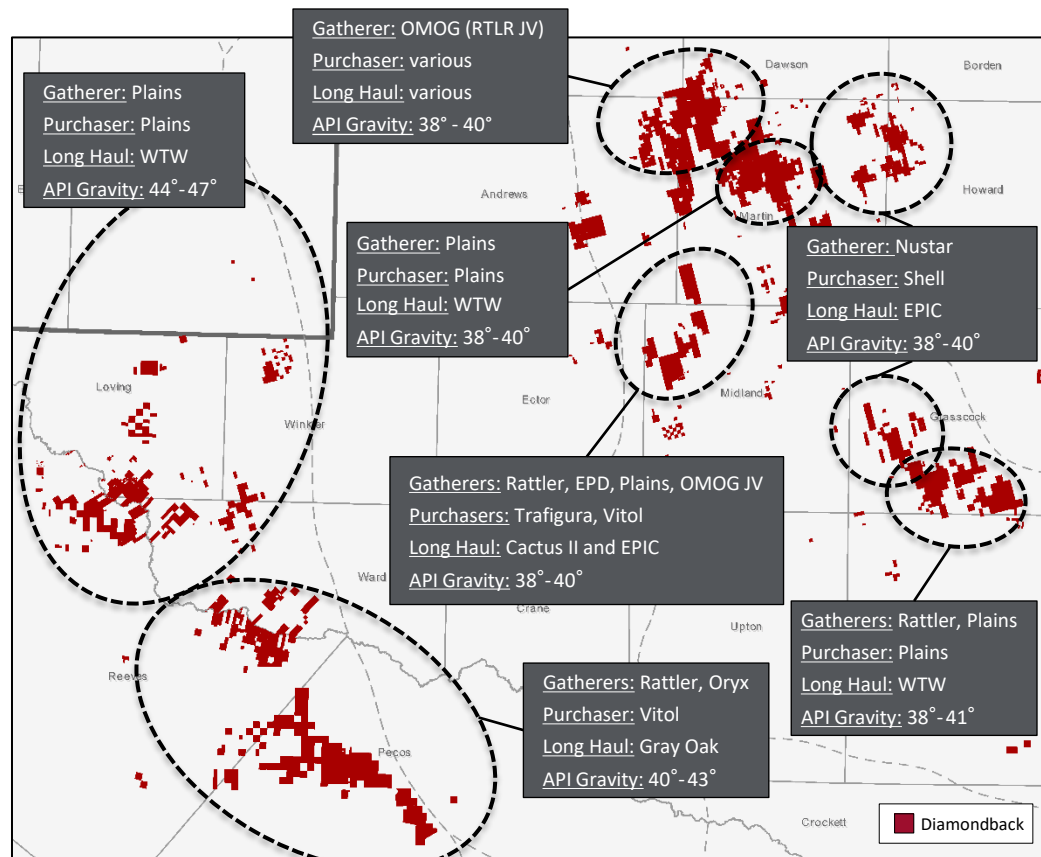 Gatherer: OMOG (RTLR JV)
Purchaser: various
Long Haul: various
API Gravity: 38° - 40°
Dawson
Borden
Gatherer: Plains
Purchaser: Plains
Long Haul: WTW
API Gravity: 44°-47°
Andrews
Howard
Martin
Gatherer: Plains
Purchaser: Plains
Long Haul: WTW
API Gravity: 38°-40°
Gatherer: Nustar
Purchaser: Shell
Long Haul: EPIC
API Gravity: 38°-40°
Loving
Winkler
Ector
Midland
Glasscock
Gatherers: Rattler, EPD, Plains, OMOG JV
Purchasers: Trafigura, Vitol
Long Haul: Cactus II and EPIC
API Gravity: 38°-40°
Ward
Crane
Upton
Gatherers: Rattler, Plains
Purchaser: Plains
Long Haul: WTW
API Gravity: 38°-41°
Reeves
Pecos
Gatherers: Rattler, Oryx
Purchaser: Vitol
Long Haul: Gray Oak
API Gravity: 40°-43°
Crockett
Diamondback